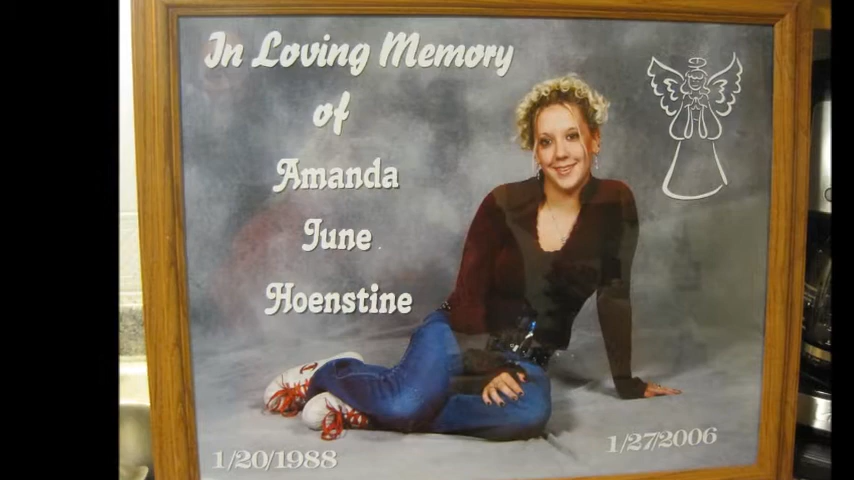 In Loving Memory
of
Amanda
June
Hoenstine
1/20/1988
1/27/2006